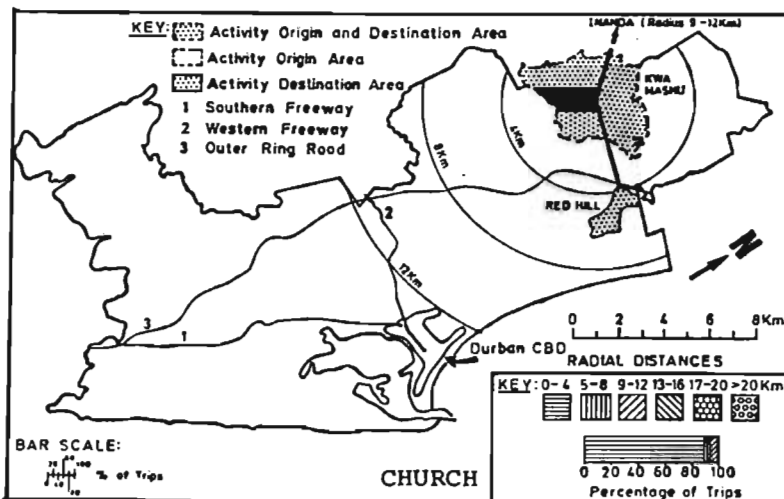 KEY:
Activity Origin and Destination Area
Activity Origin Area
Activity Destination Area
1 Southern Freeway
2 Western Freeway
3 Outer Ring Road
INANDA (Radius 9-12Km)
KWA MASHU
4Km
8Km
RED HILL
2
12Km
N
3
1
Durban CBD
0 2 4 6 8Km
RADIAL DISTANCES
KEY: 0-4 5-8 9-12 13-16 17-20 >20 Km
0 20 40 60 80 100
Percentage of Trips
BAR SCALE:
% of Trips
CHURCH